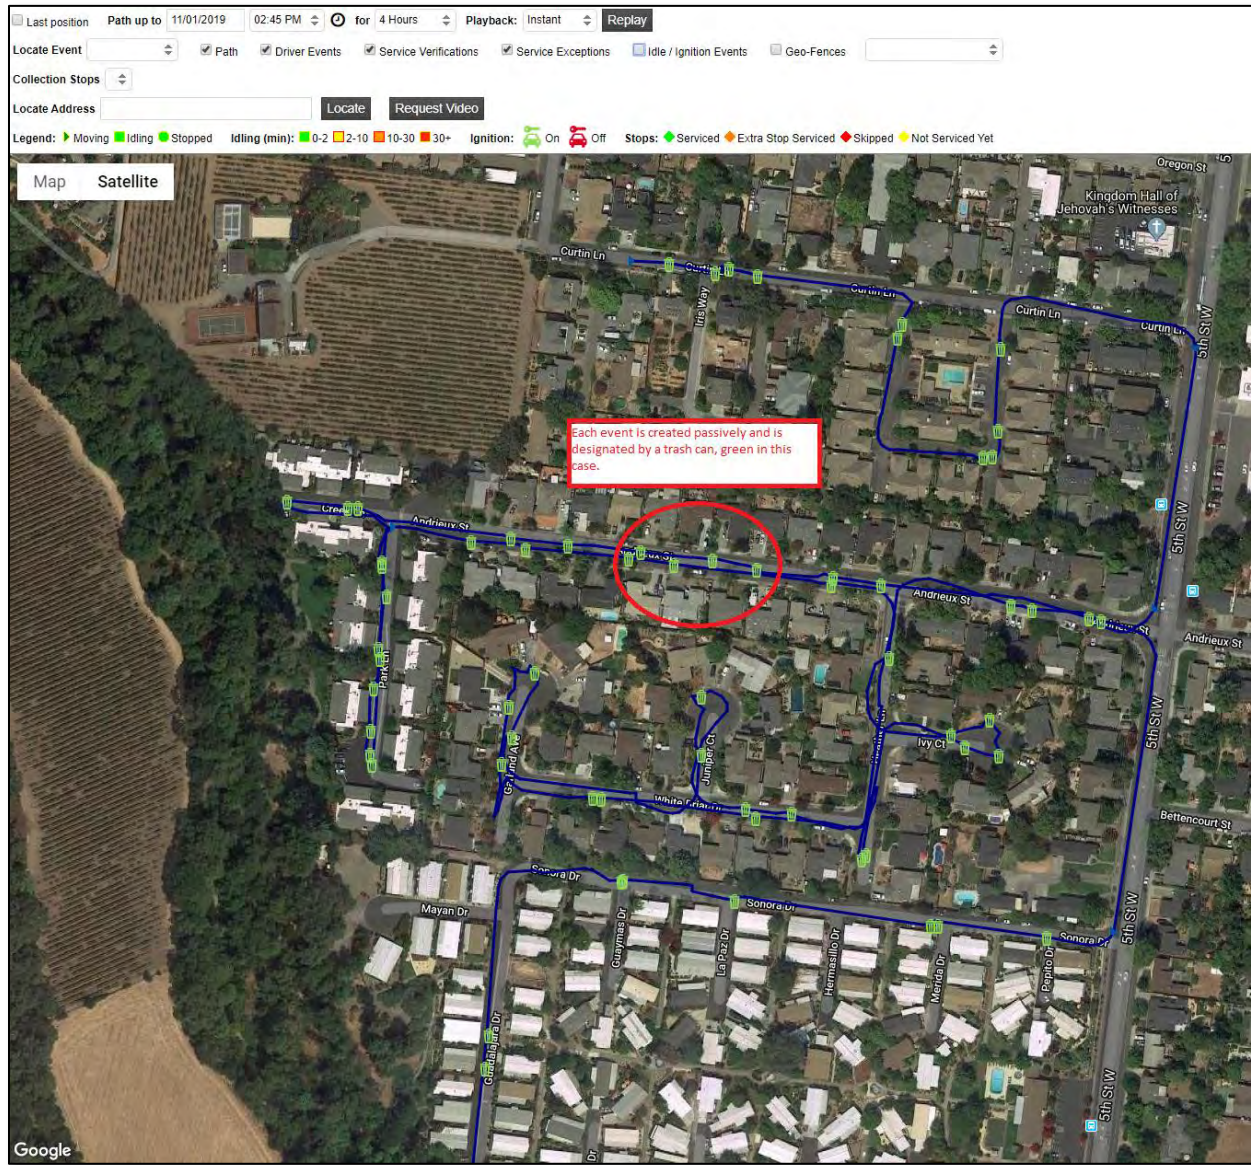 Last position Path up to 11/01/2019 02:45 PM for 4 Hours Playback: Instant Replay
Locate Event Path Driver Events Service Verifications Service Exceptions Idle / Ignition Events Geo-Fences
Collection Stops
Locate Address Locate Request Video
Legend: Moving Idling Stopped Idling (min): 0-2 2-10 10-30 30+ Ignition: On Off Stops: Serviced Extra Stop Serviced Skipped Not Serviced Yet
Map Satellite
Oregon St
Kingdom Hall of
Jehovah's Witnesses
Curtin Ln
Curtin Ln
Curtin Ln
Curtin Ln
Iris Way
5th St W
Each event is created passively and is
designated by a trash can, green in this
case.
Andrieux St
5th St W
Andrieux St
Andrieux St
Park Ln
5th St W
Ivy Ct
Juniper Ct
Bettencourt St
Sonora Dr
Mayan Dr
Sonora Dr
Sonora Dr
5th St W
Guaymas Dr
La Paz Dr
Hermasillo Dr
Merida Dr
Pepito Dr
Guadalajara Dr
5th St W
Google